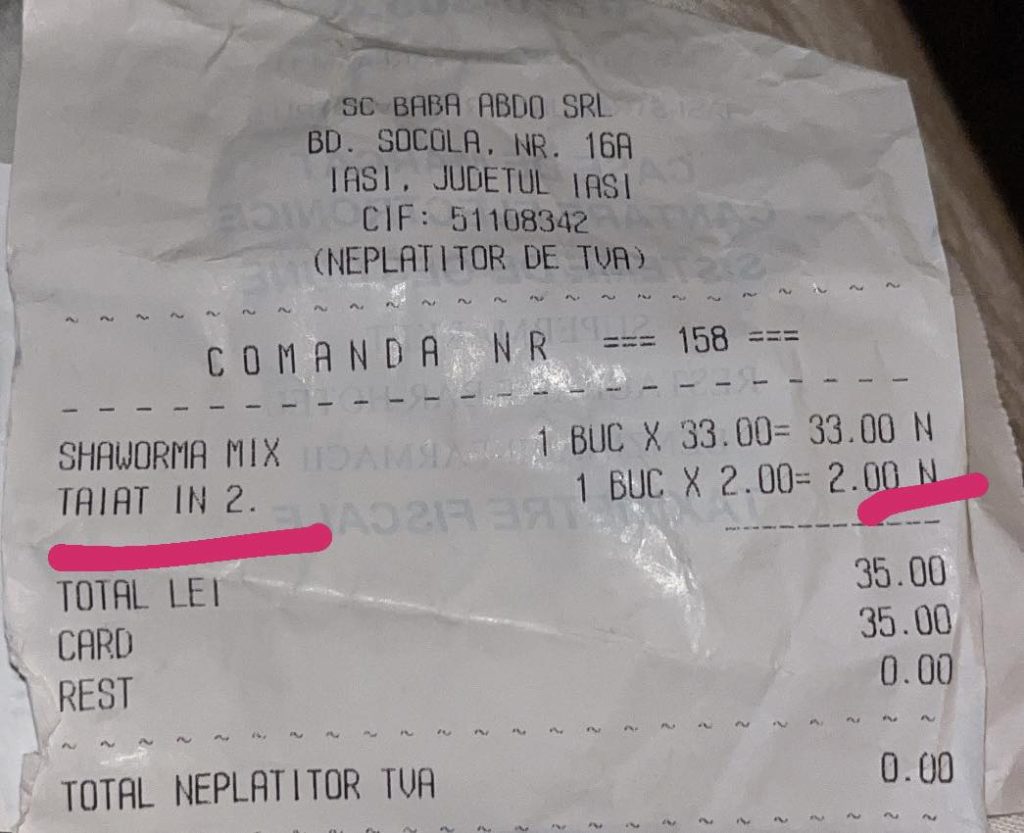 SC BABA ABDO SRL
BD. SOCOLA, NR. 16A
IASI, JUDETUL IASI
CIF: 51108342
(NEPLATITOR DE TVA)
COMANDA NR === 158 ===
SHAWORMA MIX 1 BUC X 33.00= 33.00 N
TAIAT IN 2. 1 BUC X 2.00= 2.00 N
TOTAL LEI 35.00
CARD 35.00
REST 0.00
TOTAL NEPLATITOR TVA 0.00